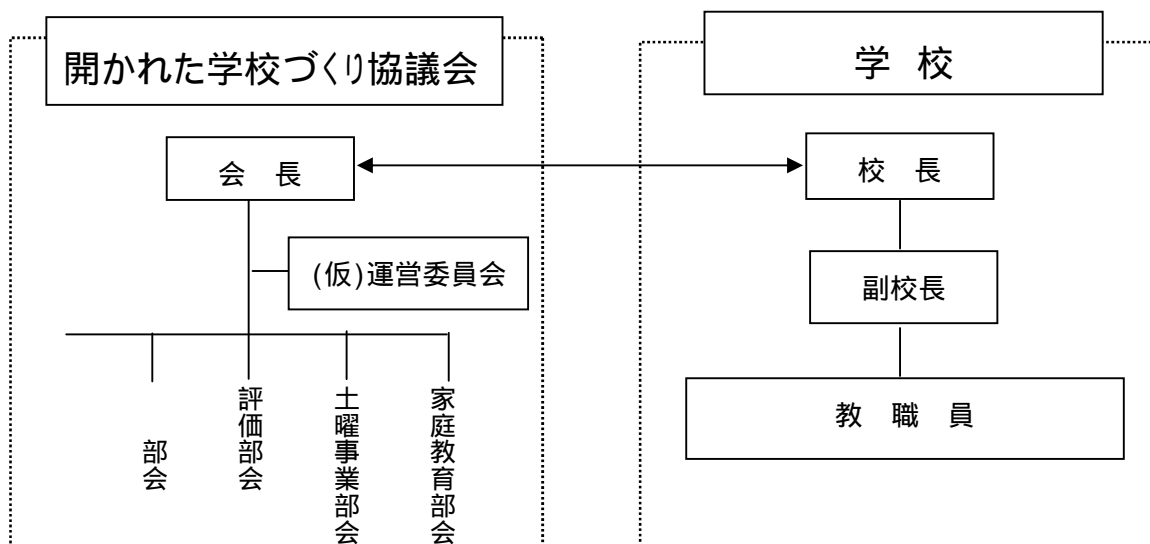 開かれた学校づくり協議会
学 校
会 長
校 長
(仮)運営委員会
副校長
教 職 員
部会
評価部会
土曜事業部会
家庭教育部会